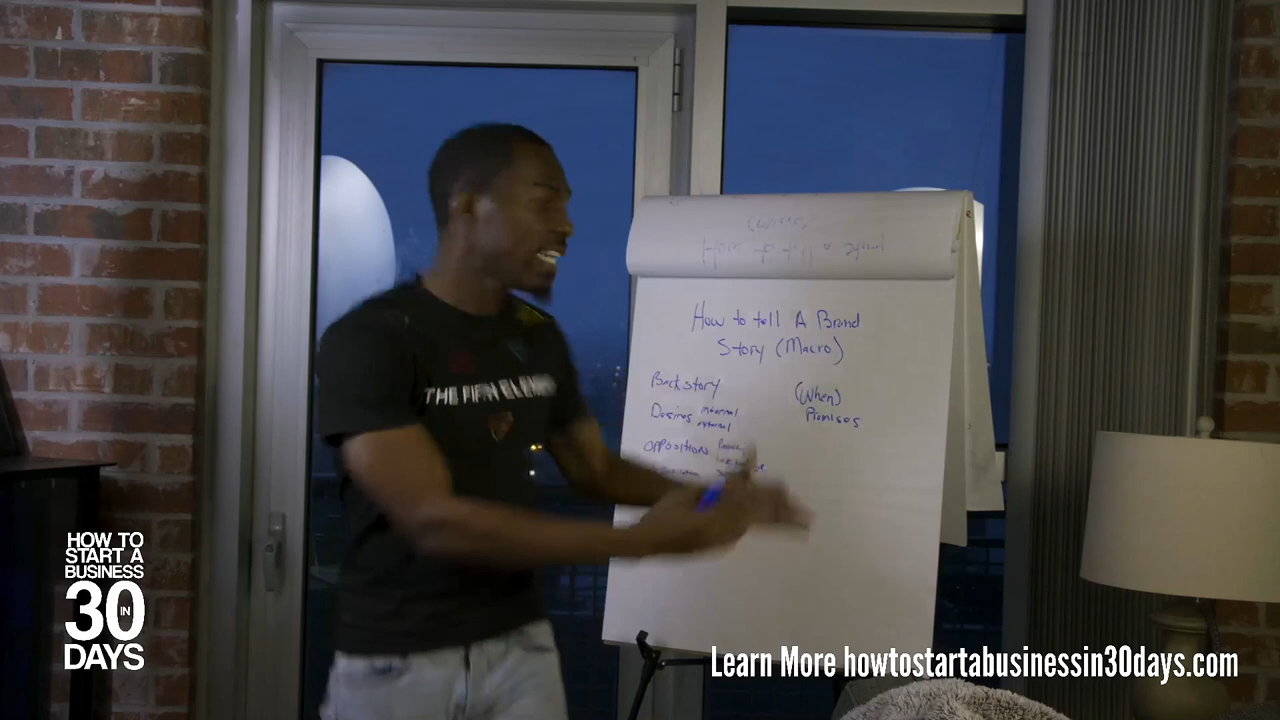 How to tell A Brand
Story (Macro)
Backstory
(When)
Promises
Desires internal
external
OPPOSITION
THE FIFTH ELEMENT
HOW TO
START A
BUSINESS
IN
30
DAYS
Learn More howtostartabusinessin30days.com